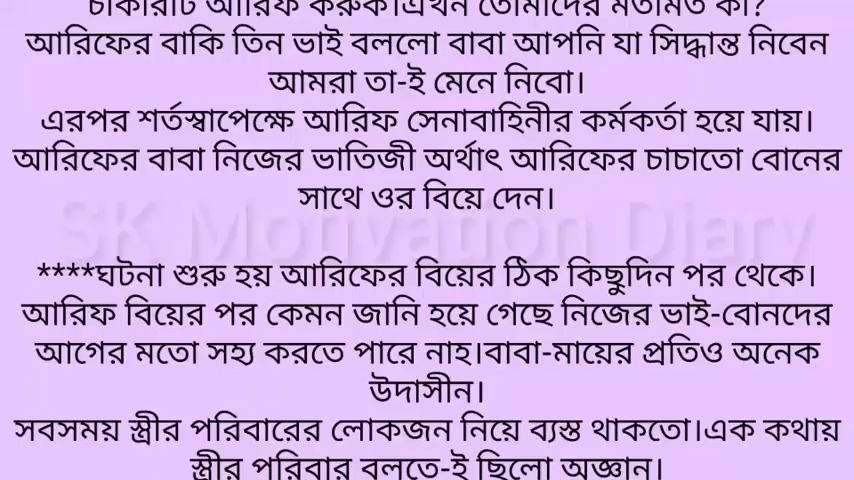 চাকরিটি আরিফ করুক।এখন তোমাদের মতামত কী?
আরিফের বাকি তিন ভাই বললো বাবা আপনি যা সিদ্ধান্ত নিবেন
আমরা তা-ই মেনে নিবো।
এরপর শর্তস্বাপেক্ষে আরিফ সেনাবাহিনীর কর্মকর্তা হয়ে যায়।
আরিফের বাবা নিজের ভাতিজী অর্থাৎ আরিফের চাচাতো বোনের
সাথে ওর বিয়ে দেন।
SK Motivation Diary
****ঘটনা শুরু হয় আরিফের বিয়ের ঠিক কিছুদিন পর থেকে।
আরিফ বিয়ের পর কেমন জানি হয়ে গেছে নিজের ভাই-বোনদের
আগের মতো সহ্য করতে পারে নাহ।বাবা-মায়ের প্রতিও অনেক
উদাসীন।
সবসময় স্ত্রীর পরিবারের লোকজন নিয়ে ব্যস্ত থাকতো।এক কথায়
স্ত্রীর পরিবার বলতে-ই ছিলো অজ্ঞান।